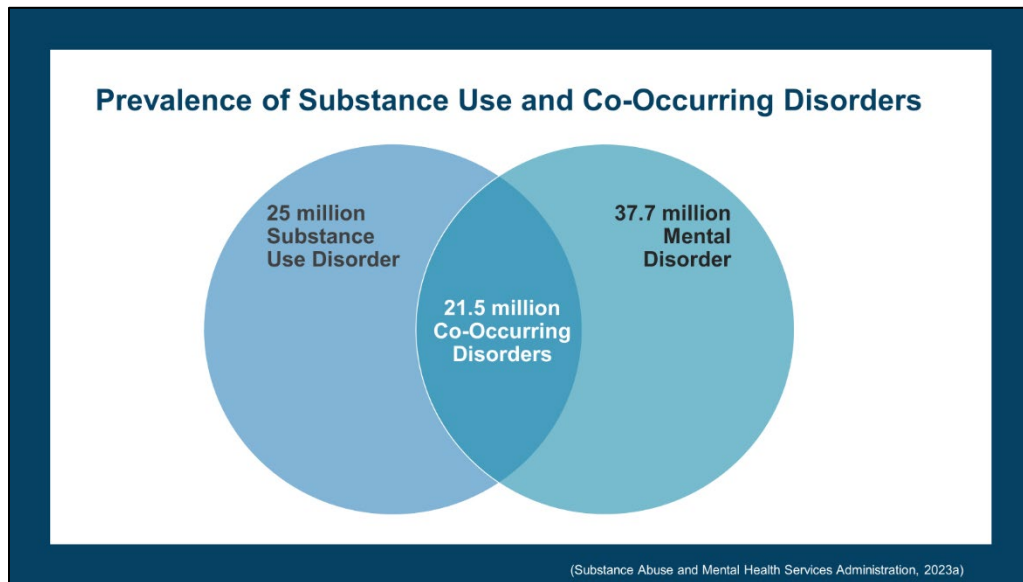 Prevalence of Substance Use and Co-Occurring Disorders
25 million
Substance
Use Disorder
37.7 million
Mental
Disorder
21.5 million
Co-Occurring
Disorders
(Substance Abuse and Mental Health Services Administration, 2023a)